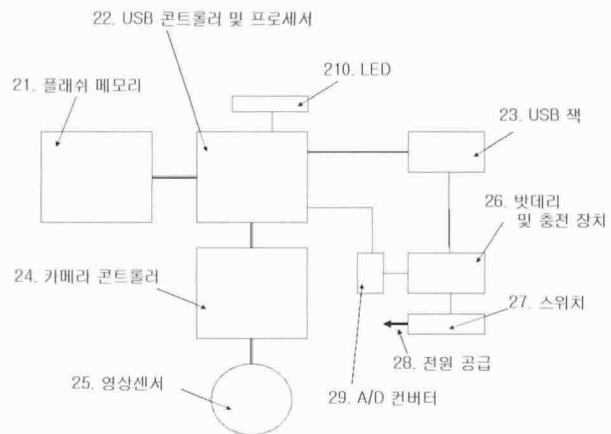 22. USB 콘트롤러 및 프로세서
210. LED
21. 플래쉬 메모리
23. USB 잭
26. 밧데리
및 충전 장치
24. 카메라 콘트롤러
27. 스위치
28. 전원 공급
25. 영상센서
29. A/D 컨버터